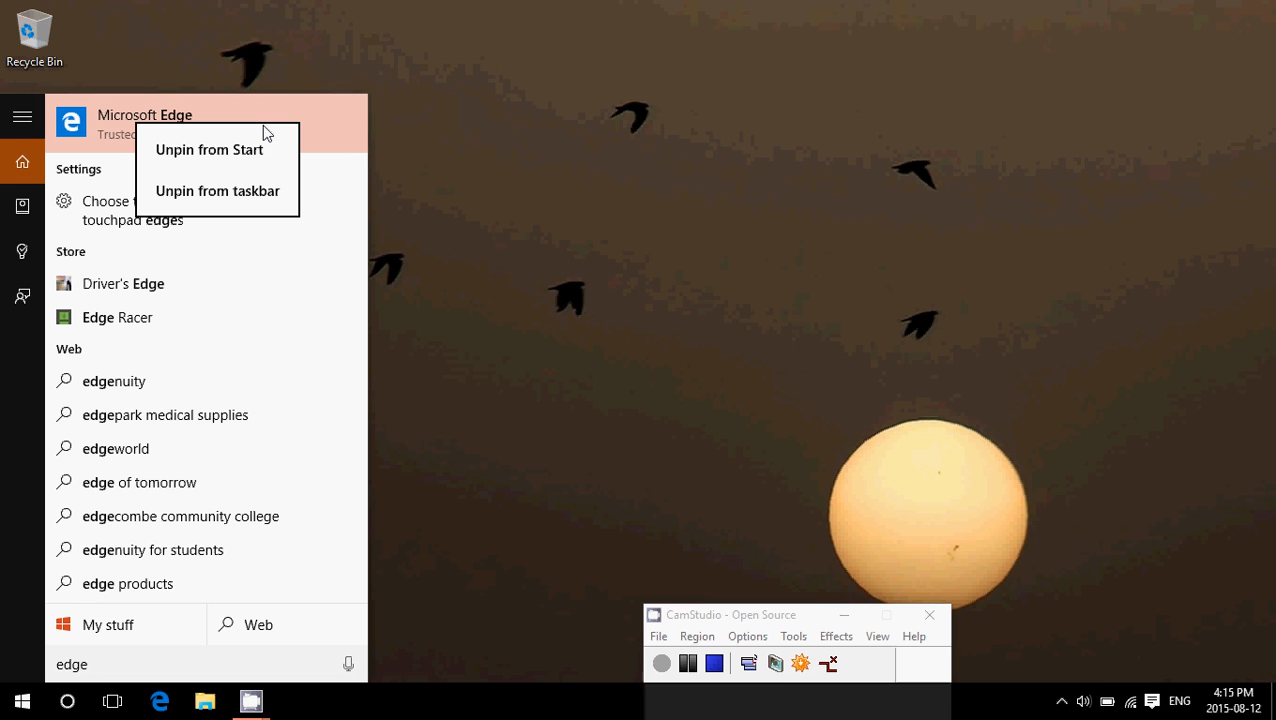 Recycle Bin
Microsoft Edge
Trusted
Unpin from Start
Unpin from taskbar
Settings
Choose
touchpad edges
Store
Driver's Edge
Edge Racer
Web
edgenuity
edgepark medical supplies
edgeworld
edge of tomorrow
edgecombe community college
edgenuity for students
edge products
My stuff
Web
edge
CamStudio - Open Source
File Region Options Tools Effects View Help
ENG
4:15 PM
2015-08-12